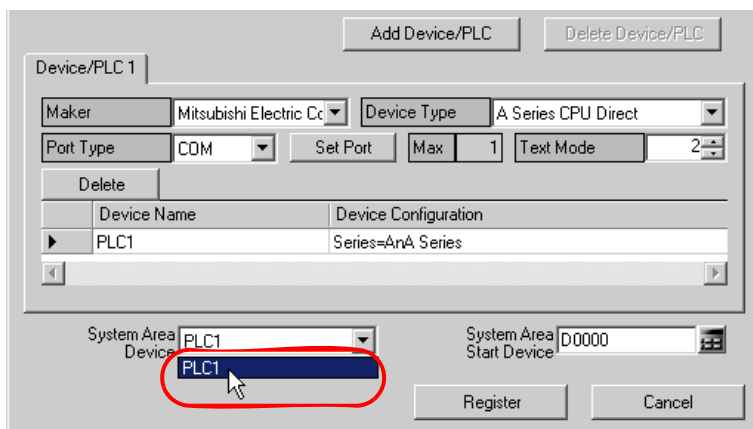 Add Device/PLC Delete Device/PLC
Device/PLC 1
Maker Mitsubishi Electric Device Type A Series CPU Direct
Port Type COM Set Port Max 1 Text Mode 2
Delete
Device Name Device Configuration
PLC1 Series=AnA Series
System Area Device PLC1 System Area Start Device D0000
PLC1
Register Cancel